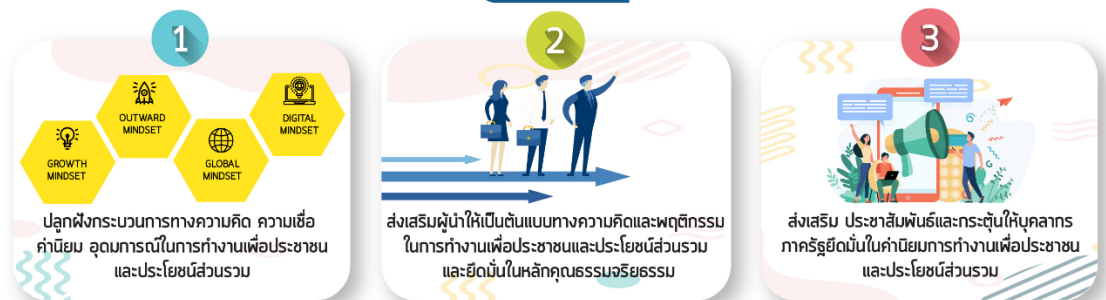 1
OUTWARD
MINDSET
DIGITAL
MINDSET
GROWTH
MINDSET
GLOBAL
MINDSET
ปลูกฝังกระบวนการทางความคิด ความเชื่อ
ค่านิยม อุดมการณ์ในการทำงานเพื่อประชาชน
และประโยชน์ส่วนรวม
2
ส่งเสริมผู้นำให้เป็นต้นแบบทางความคิดและพฤติกรรม
ในการทำงานเพื่อประชาชนและประโยชน์ส่วนรวม
และยึดมั่นในหลักคุณธรรมจริยธรรม
3
ส่งเสริม ประชาสัมพันธ์และกระตุ้นให้บุคลากร
ภาครัฐยึดมั่นในค่านิยมการทำงานเพื่อประชาชน
และประโยชน์ส่วนรวม